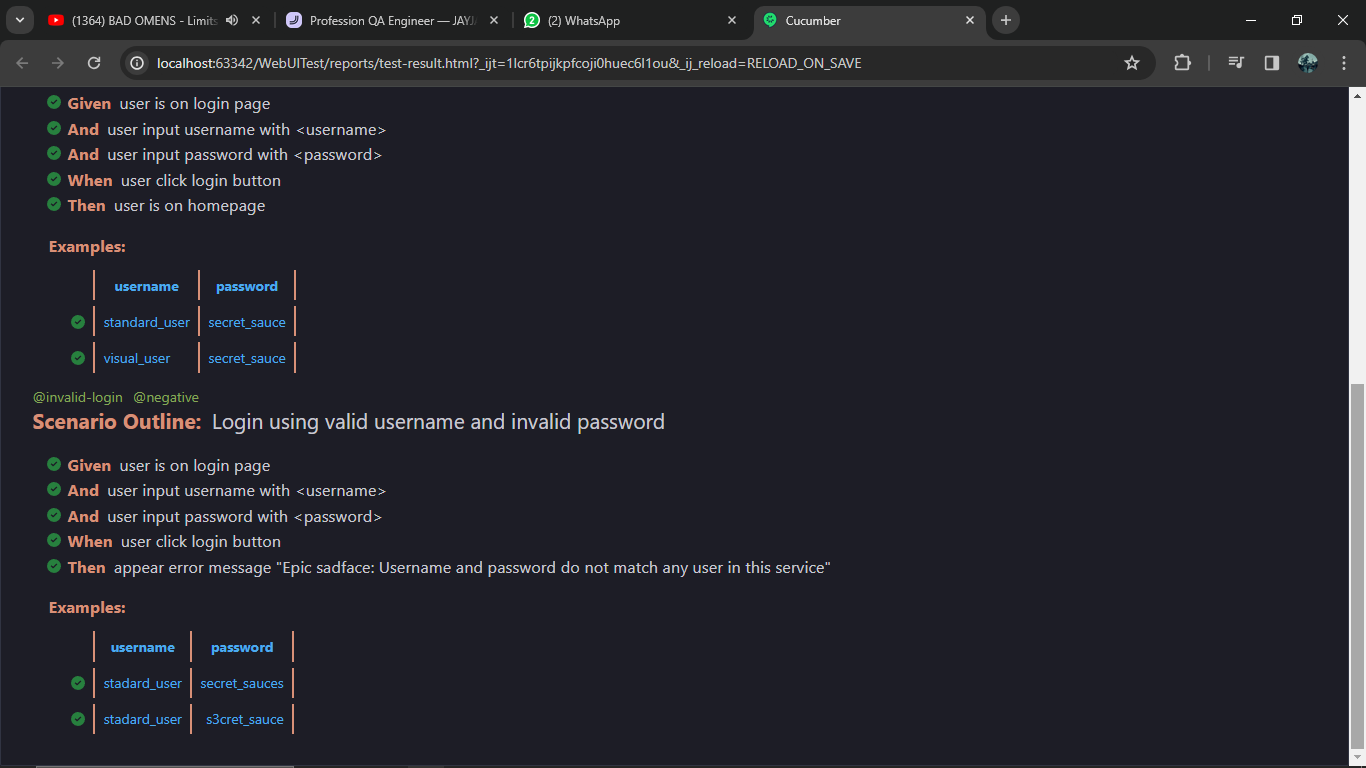 (1364) BAD OMENS - Limits
Profession QA Engineer — JAYJA
2 (2) WhatsApp
Cucumber
localhost:63342/WebUITest/reports/test-result.html?_ijt=1lcr6tpijkpfcoji0huec6l1ou&_ij_reload=RELOAD_ON_SAVE
Given user is on login page
And user input username with <username>
And user input password with <password>
When user click login button
Then user is on homepage
Examples:
username password
standard_user secret_sauce
visual_user secret_sauce
@invalid-login @negative
Scenario Outline: Login using valid username and invalid password
Given user is on login page
And user input username with <username>
And user input password with <password>
When user click login button
Then appear error message "Epic sadface: Username and password do not match any user in this service"
Examples:
username password
stadard_user secret_sauces
stadard_user s3cret_sauce